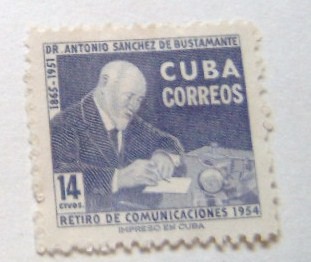 DR. ANTONIO SANCHEZ DE BUSTAMANTE
1865-1951
CUBA
CORREOS
14
CTVOS.
RETIRO DE COMUNICACIONES 1954
IMPRESO EN CUBA